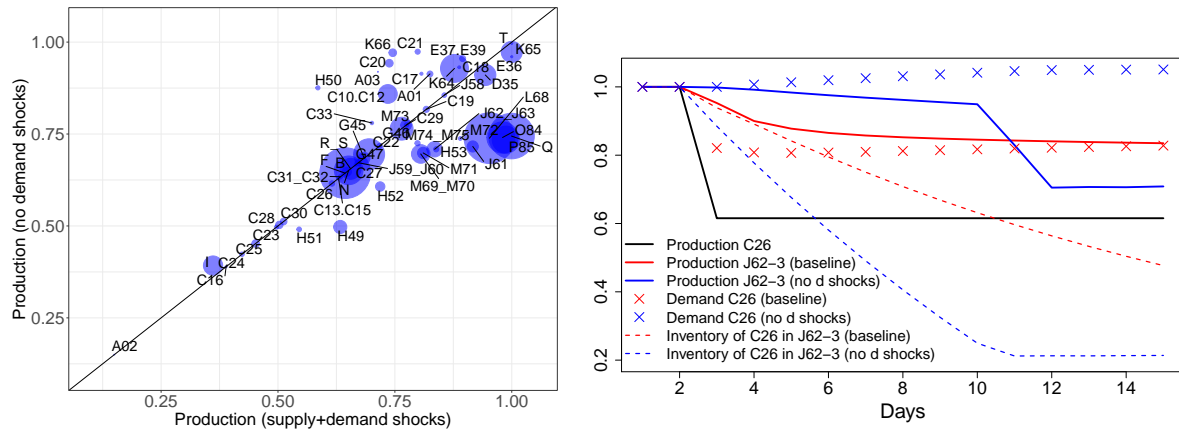 Production (no demand shocks)
1.00
0.75
0.50
0.25
0.25
0.50
0.75
1.00
Production (supply+demand shocks)
T
K66
C21
E37
E39
K65
C20
C18
E36
A03
C17
K64
D35
H50
C10.C12
A01
J58
C19
L68
C33
M73
C29
J62
J63
G45
G46
M74
M75
M72
O84
R_S
C22
H53
P85
Q
F
B
G47
C27
J59_J60
M71
J61
C31_C32
M69_M70
C26
N
H52
C13.C15
C28
C30
H51
H49
C23
C25
I
C24
C16
A02
1.0
0.8
0.6
0.4
0.2
Production C26
Production J62−3 (baseline)
Production J62−3 (no d shocks)
Demand C26 (baseline)
Demand C26 (no d shocks)
Inventory of C26 in J62−3 (baseline)
Inventory of C26 in J62−3 (no d shocks)
2
4
6
8
10
12
14
Days